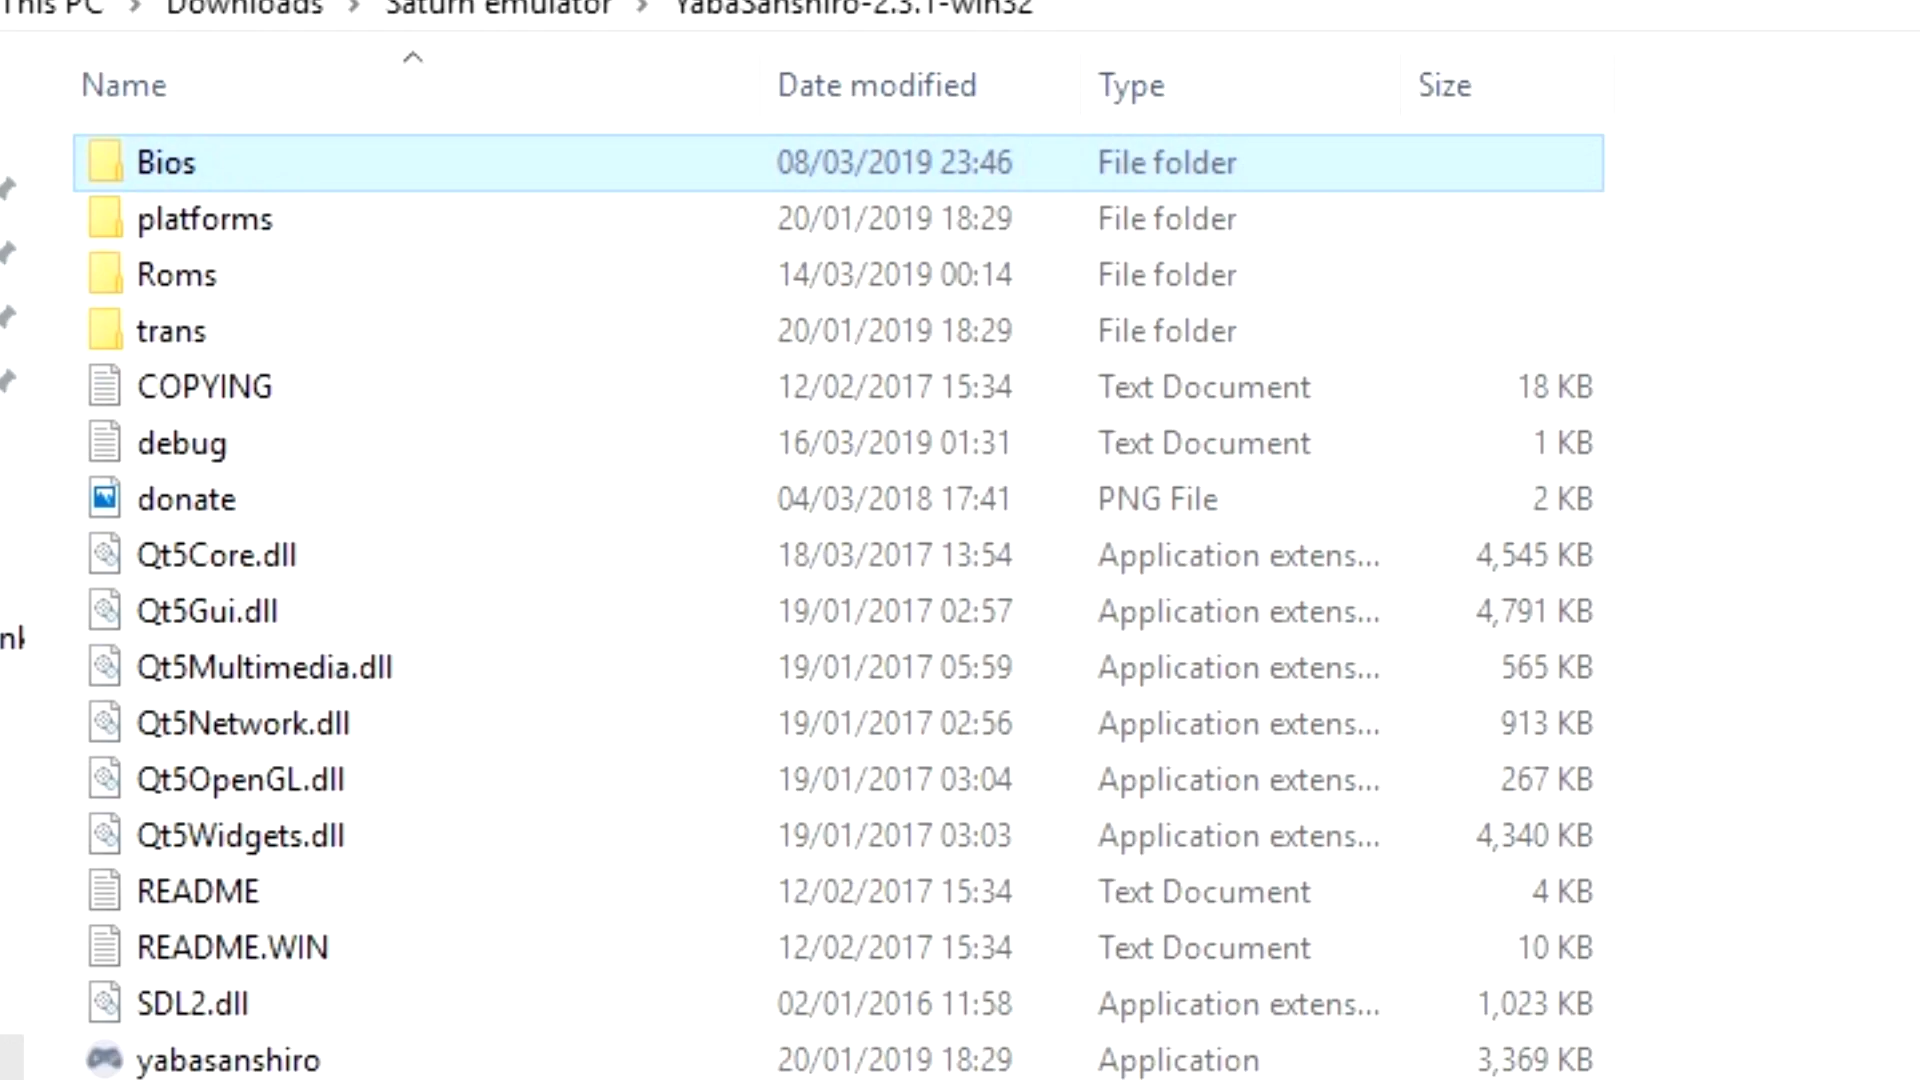 This PC > Downloads > Saturn emulator > YabaSanshiro-2.3.1-win32
Name Date modified Type Size
Bios 08/03/2019 23:46 File folder
platforms 20/01/2019 18:29 File folder
Roms 14/03/2019 00:14 File folder
trans 20/01/2019 18:29 File folder
COPYING 12/02/2017 15:34 Text Document 18 KB
debug 16/03/2019 01:31 Text Document 1 KB
donate 04/03/2018 17:41 PNG File 2 KB
Qt5Core.dll 18/03/2017 13:54 Application extens... 4,545 KB
Qt5Gui.dll 19/01/2017 02:57 Application extens... 4,791 KB
Qt5Multimedia.dll 19/01/2017 05:59 Application extens... 565 KB
Qt5Network.dll 19/01/2017 02:56 Application extens... 913 KB
Qt5OpenGL.dll 19/01/2017 03:04 Application extens... 267 KB
Qt5Widgets.dll 19/01/2017 03:03 Application extens... 4,340 KB
README 12/02/2017 15:34 Text Document 4 KB
README.WIN 12/02/2017 15:34 Text Document 10 KB
SDL2.dll 02/01/2016 11:58 Application extens... 1,023 KB
yabasanshiro 20/01/2019 18:29 Application 3,369 KB